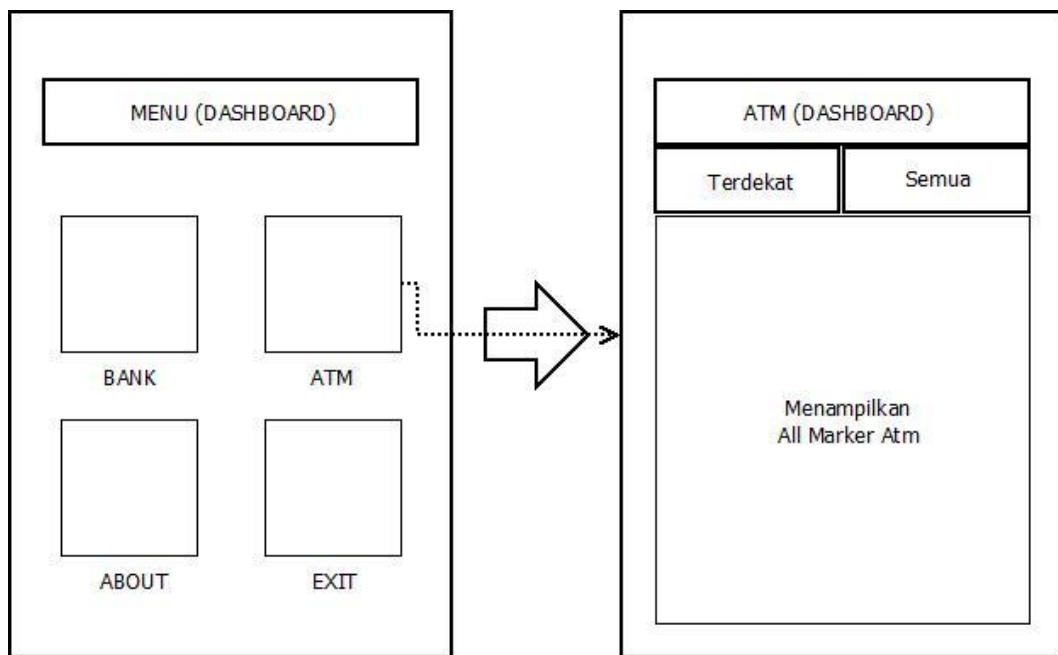 MENU (DASHBOARD)
BANK
ATM
ABOUT
EXIT
ATM (DASHBOARD)
Terdekat
Semua
Menampilkan
All Marker Atm